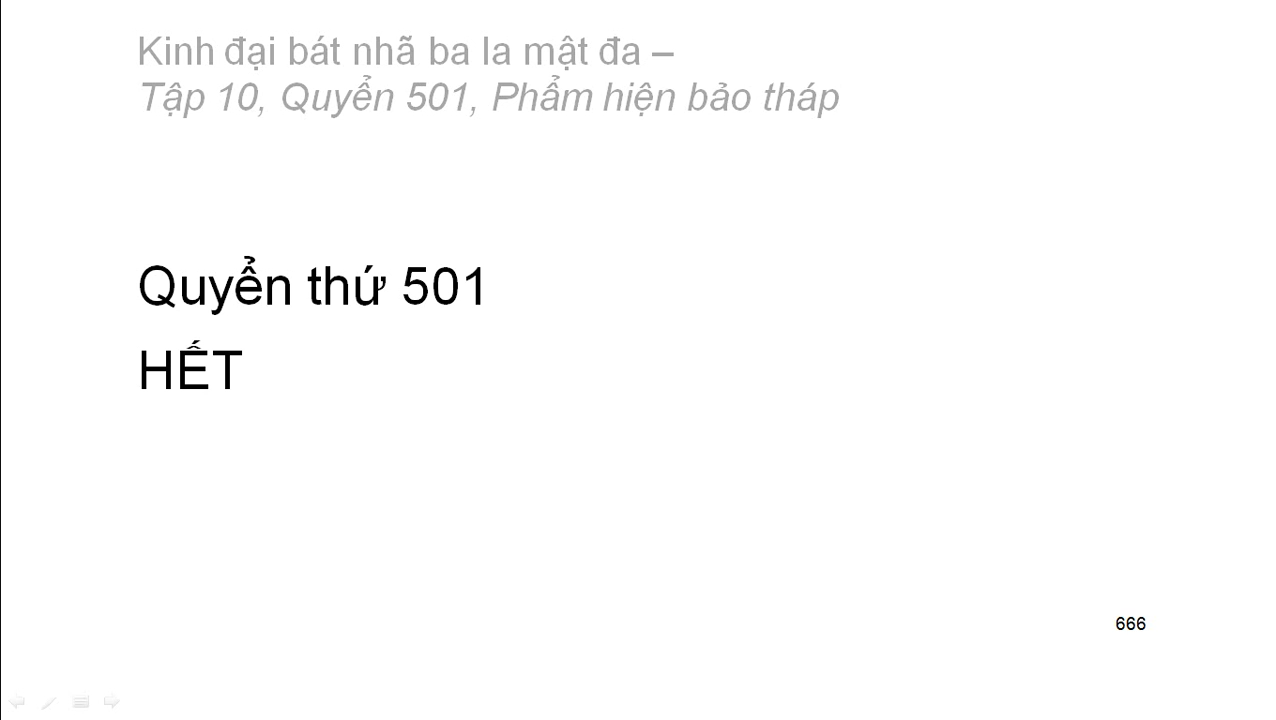 Kinh đại bát nhã ba la mật đa –
Tập 10, Quyển 501, Phẩm hiện bảo tháp
Quyển thứ 501
HẾT
666